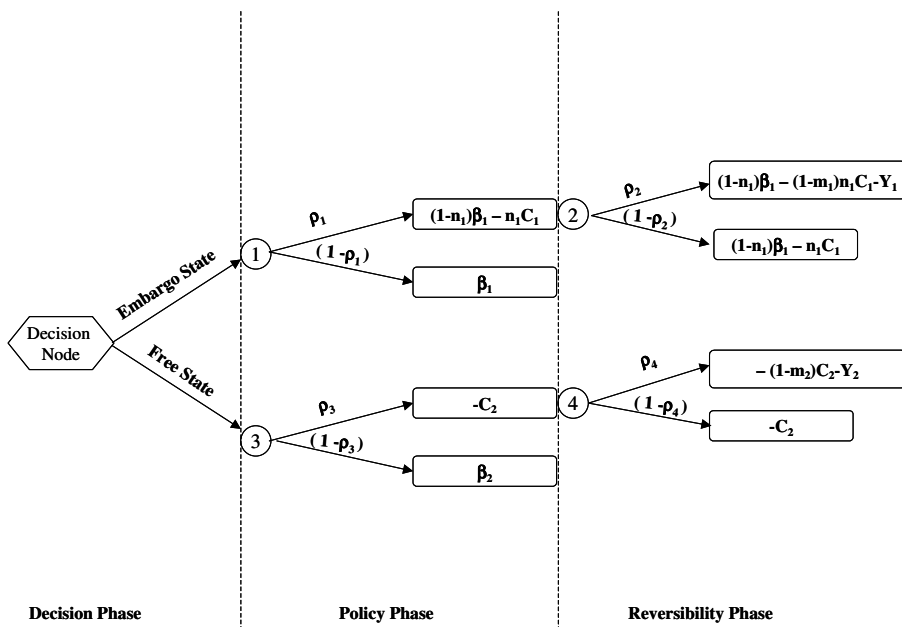 ρ2
(1-n1)β1 – (1-m1)n1C1-Y1
ρ1
(1-n1)β1 – n1C1
2
(1-ρ2)
(1-n1)β1 – n1C1
Embargo State
1
(1-ρ1)
β1
Decision
Node
Free State
ρ4
– (1-m2)C2-Y2
ρ3
-C2
4
(1-ρ4)
-C2
3
(1-ρ3)
β2
Decision Phase
Policy Phase
Reversibility Phase